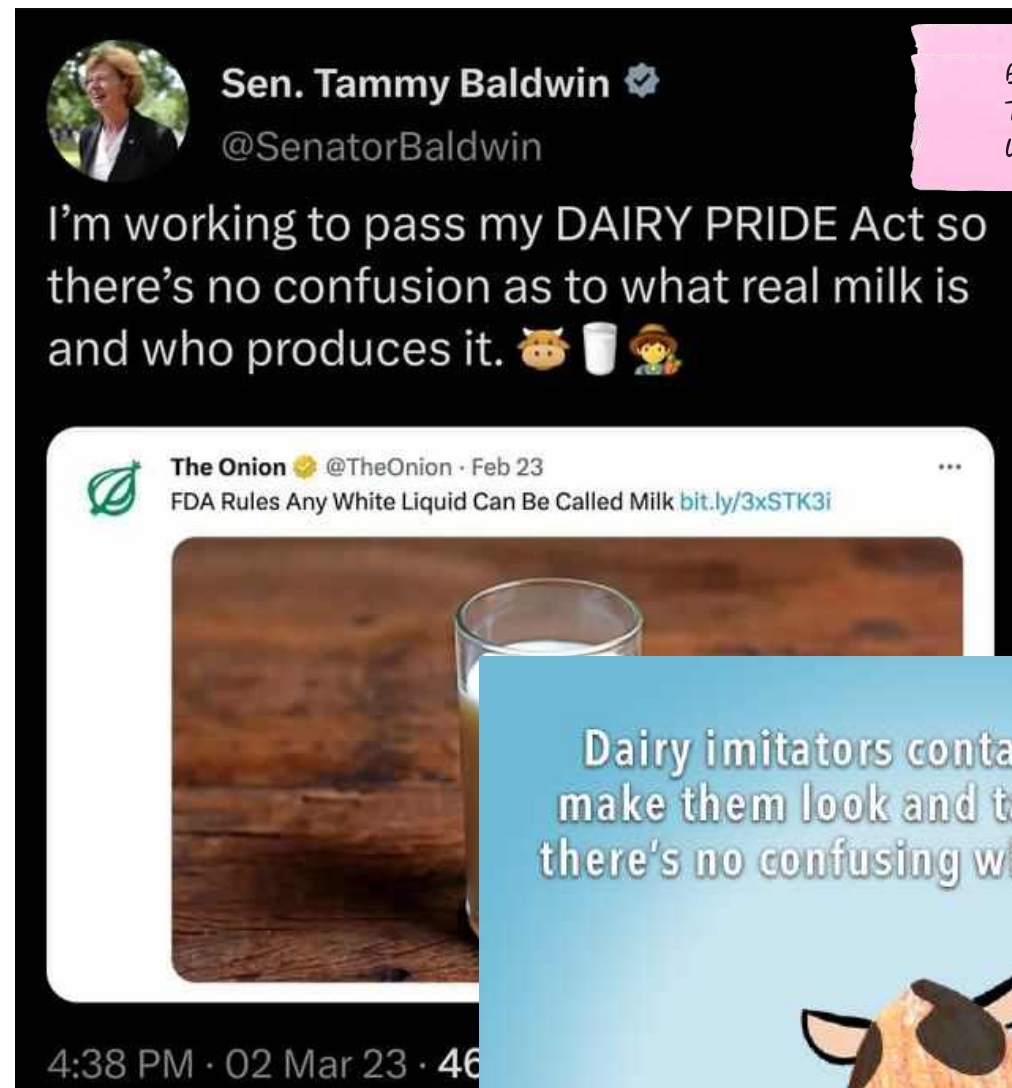 Sen. Tammy Baldwin
@SenatorBaldwin
I'm working to pass my DAIRY PRIDE Act so
there's no confusion as to what real milk is
and who produces it.
The Onion @TheOnion · Feb 23
FDA Rules Any White Liquid Can Be Called Milk bit.ly/3xSTK3i
Dairy imitators
make them look and
there's no confusing
4:38 PM · 02 Mar 23 · 46